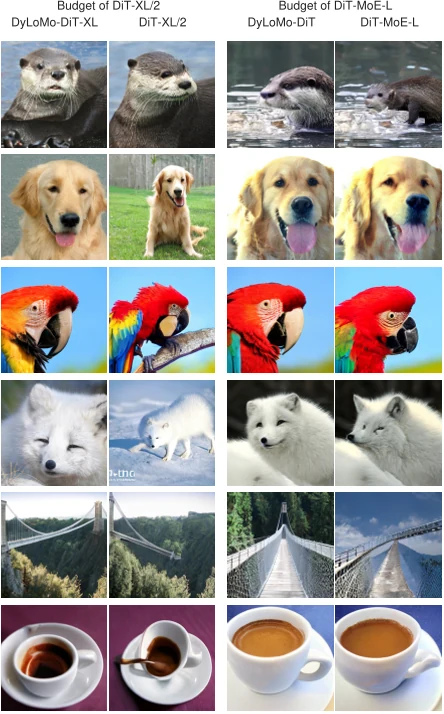 Budget of DiT-XL/2
Budget of DiT-MoE-L
DyLoMo-DiT-XL
DiT-XL/2
DyLoMo-DiT
DiT-MoE-L